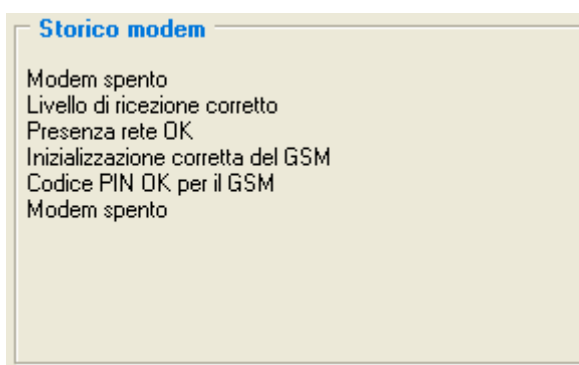 Storico modem
Modem spento
Livello di ricezione corretto
Presenza rete OK
Inizializzazione corretta del GSM
Codice PIN OK per il GSM
Modem spento